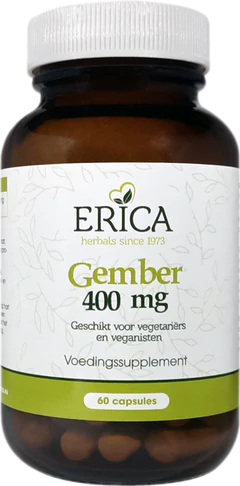 ERICA
herbals since 1973
Gember
400 mg
Geschikt voor vegetariërs
en veganisten
Voedingssupplement
60 capsules